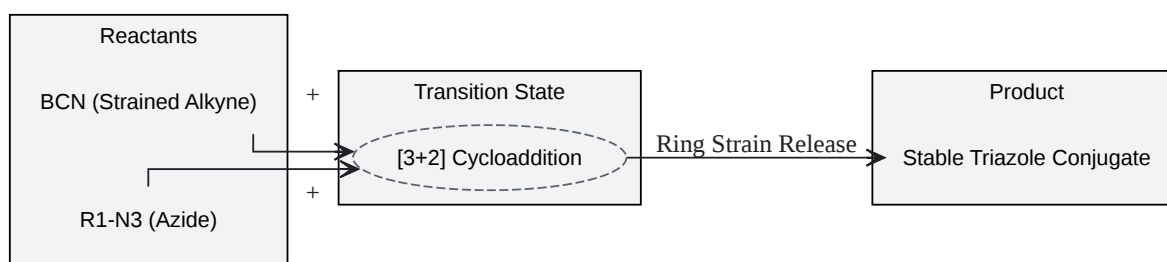 Reactants
BCN (Strained Alkyne)
R1-N3 (Azide)
+
+
Transition State
[3+2] Cycloaddition
Ring Strain Release
Product
Stable Triazole Conjugate